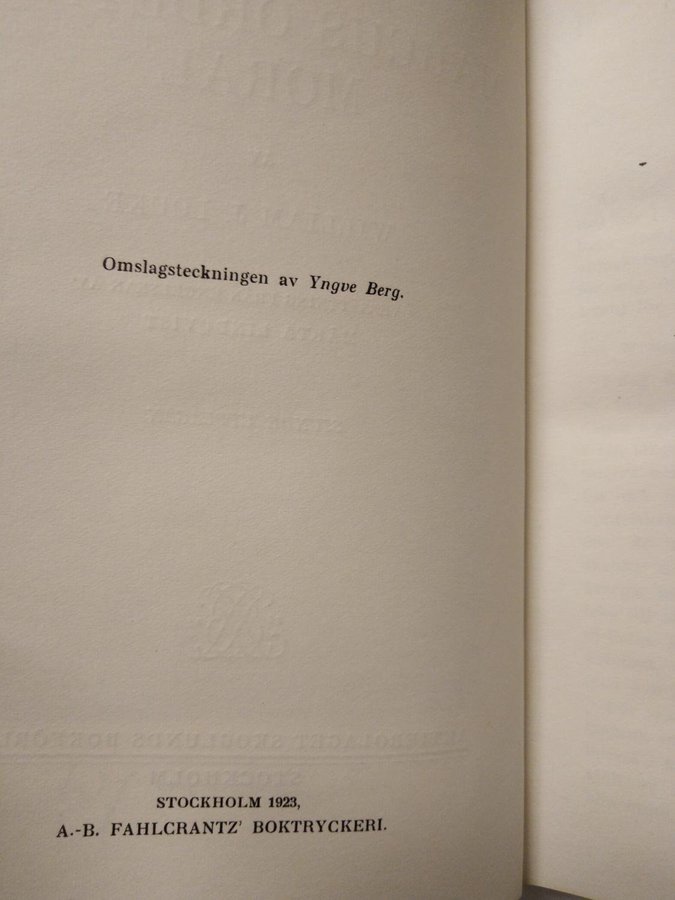 Omslagsteckningen av Yngve Berg.
STOCKHOLM 1923,
A.-B. FAHLCRANTZ' BOKTRYCKERI.